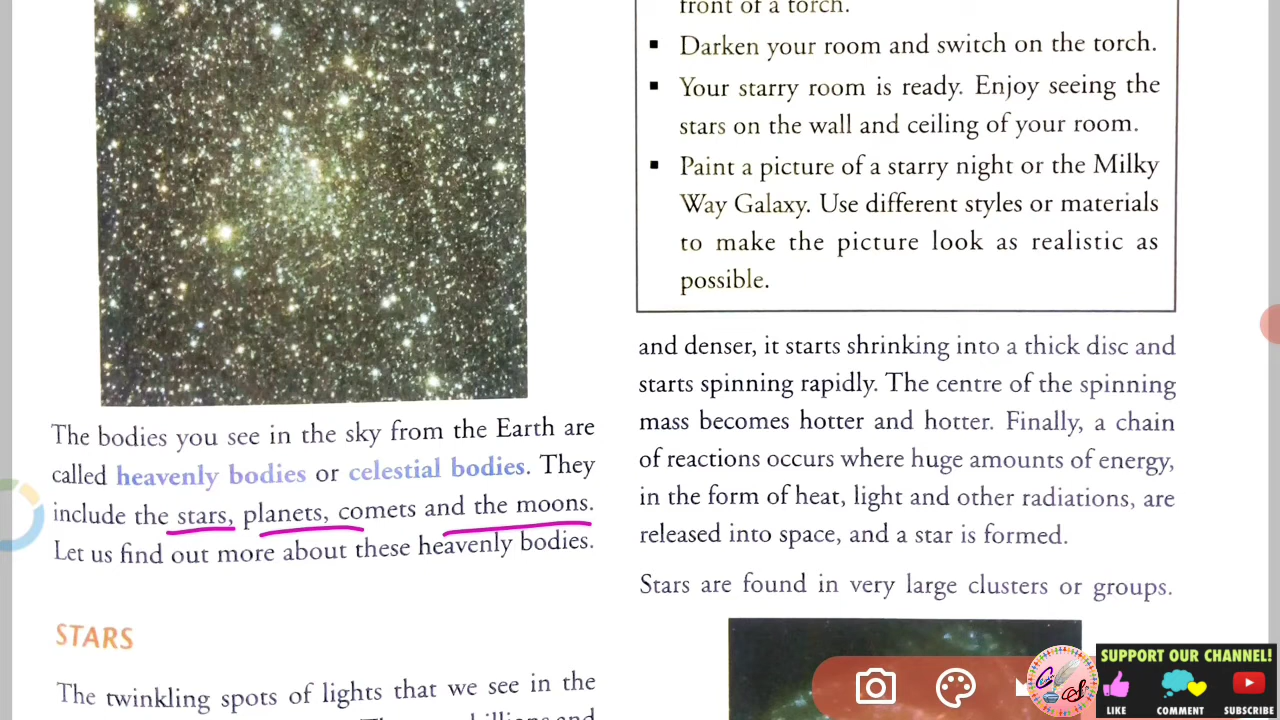 The bodies you see in the sky from the Earth are
called heavenly bodies or celestial bodies. They
include the stars, planets, comets and the moons.
Let us find out more about these heavenly bodies.
STARS
The twinkling spots of lights that we see in the
front of a torch.
▪ Darken your room and switch on the torch.
▪ Your starry room is ready. Enjoy seeing the
stars on the wall and ceiling of your room.
▪ Paint a picture of a starry night or the Milky
Way Galaxy. Use different styles or materials
to make the picture look as realistic as
possible.
and denser, it starts shrinking into a thick disc and
starts spinning rapidly. The centre of the spinning
mass becomes hotter and hotter. Finally, a chain
of reactions occurs where huge amounts of energy,
in the form of heat, light and other radiations, are
released into space, and a star is formed.
Stars are found in very large clusters or groups.
SUPPORT OUR CHANNEL!
LIKE COMMENT SUBSCRIBE